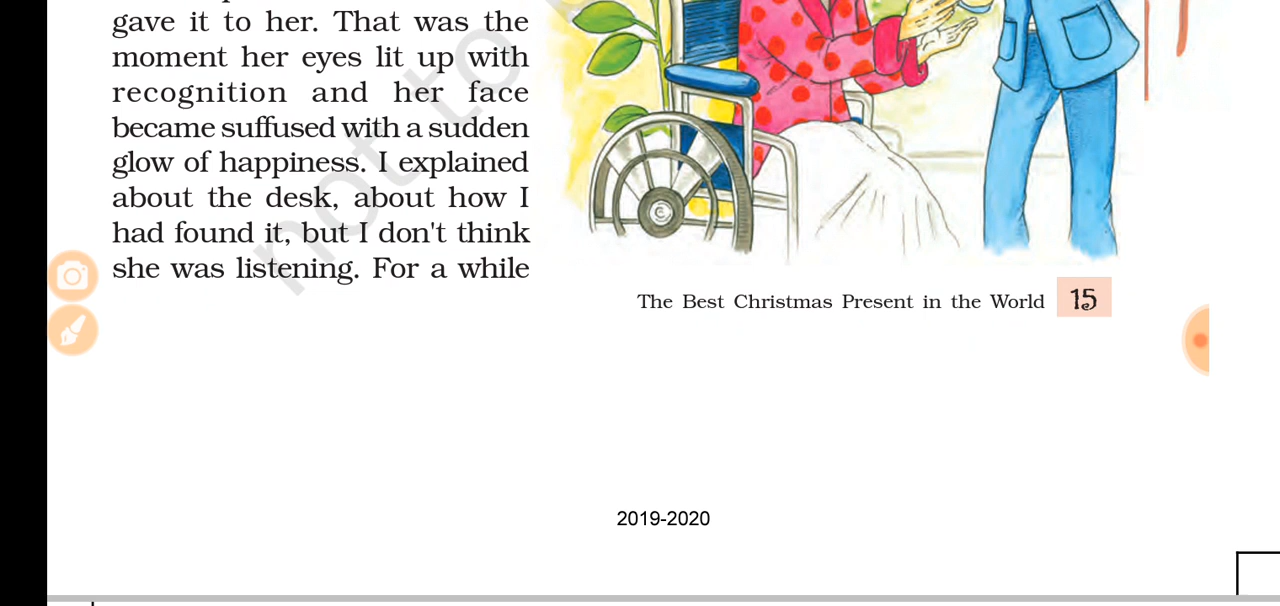 gave it to her. That was the
moment her eyes lit up with
recognition and her face
became suffused with a sudden
glow of happiness. I explained
about the desk, about how I
had found it, but I don't think
she was listening. For a while
The Best Christmas Present in the World 15
2019-2020
not to